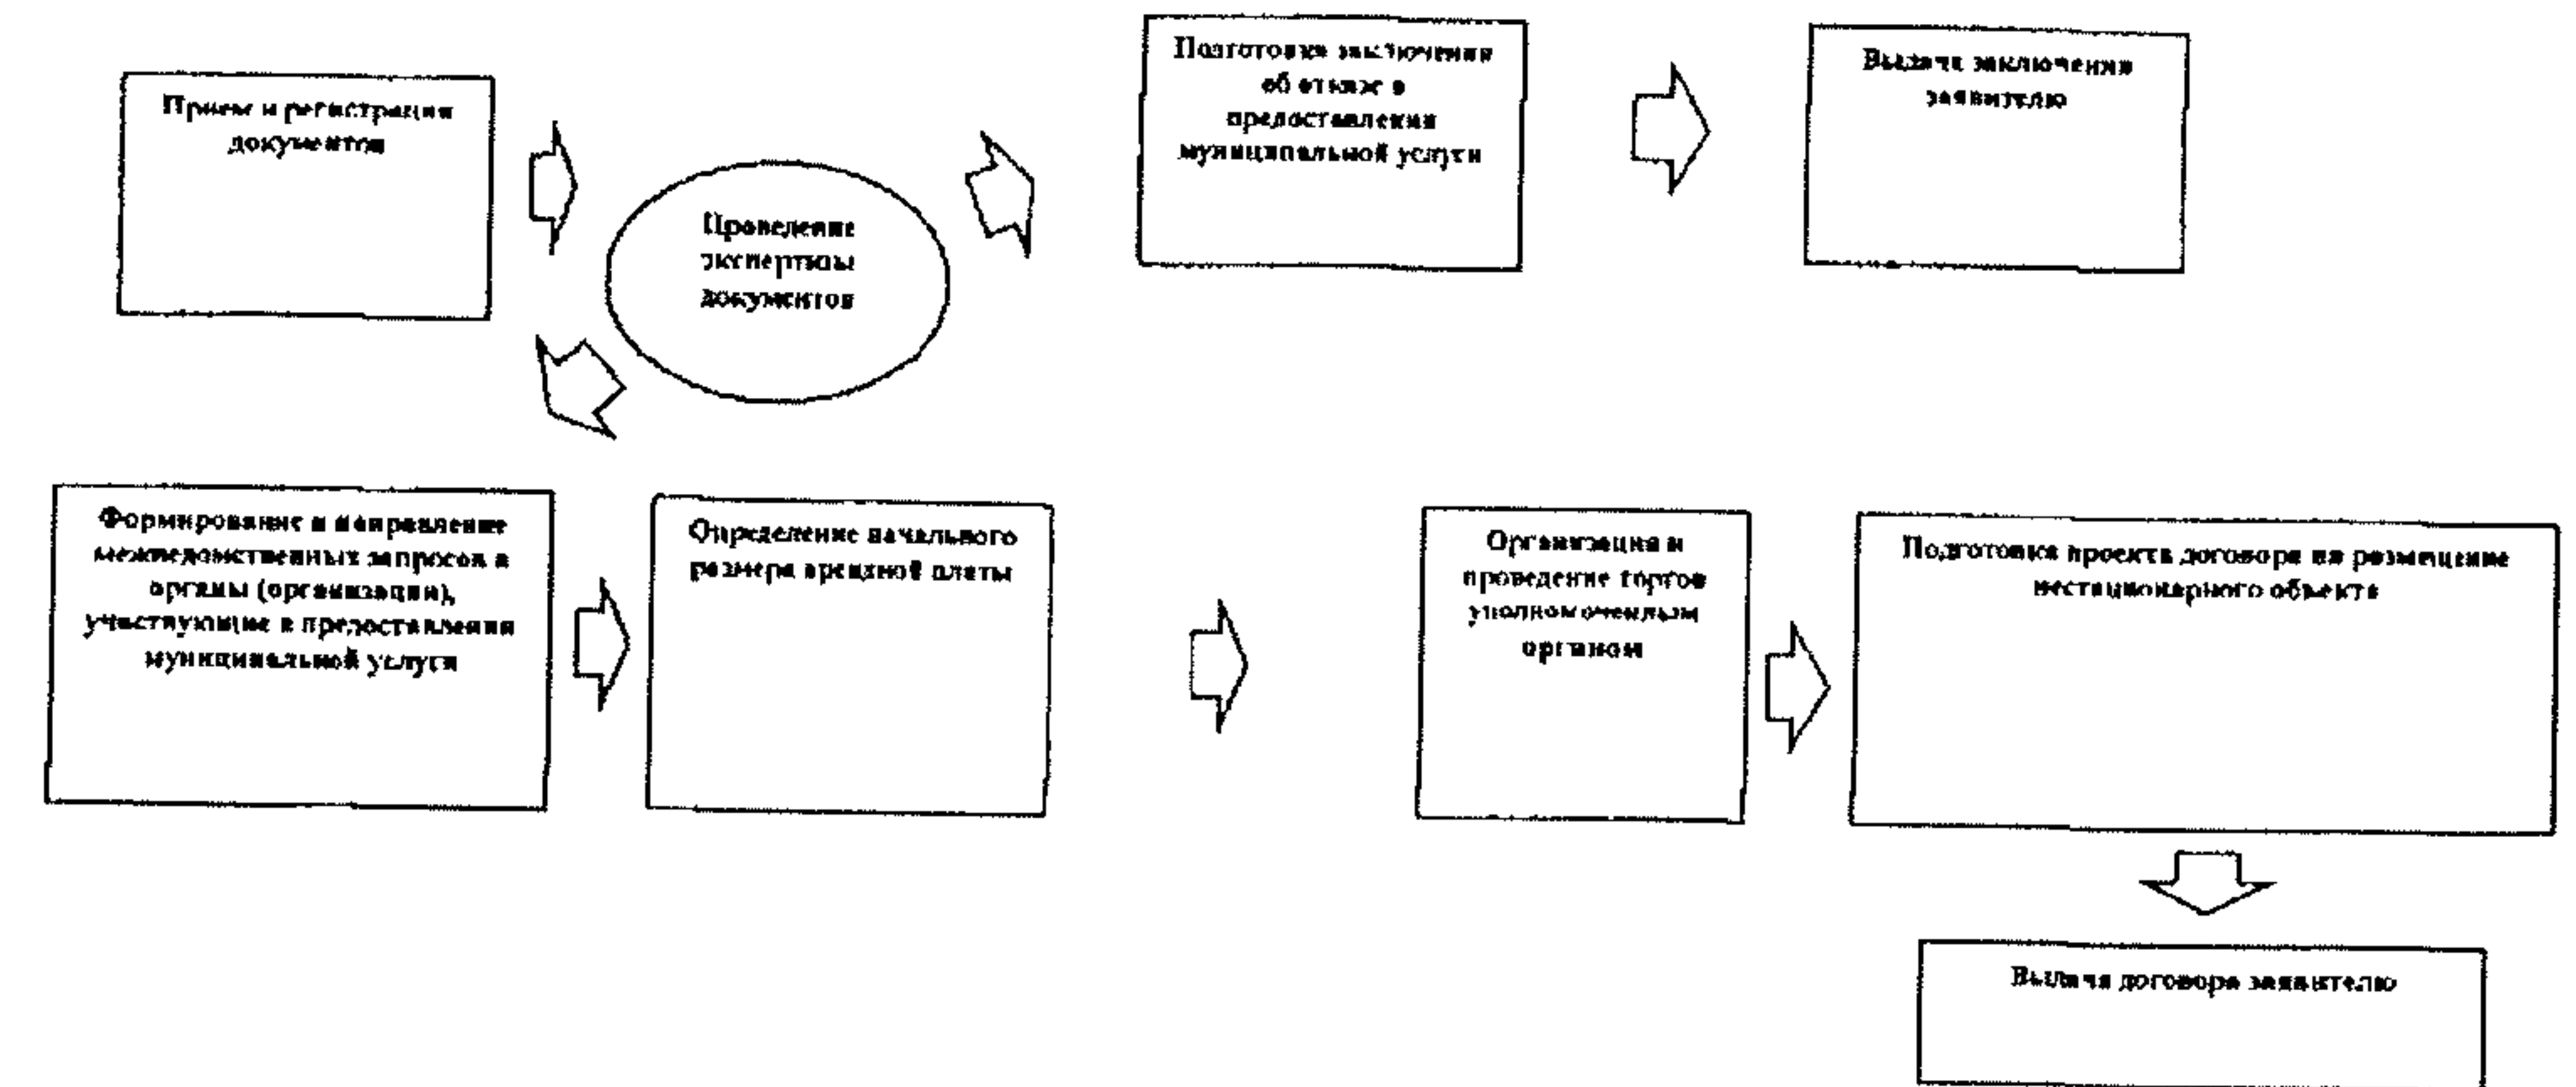 Прием и регистрация
документов
Проведение
экспертизы
документов
Подготовка заключения
об отказе в
предоставлении
муниципальной услуги
Выдача заключения
заявителю
Формирование и направление
межведомственных запросов в
органы (организации),
участвующие в предоставлении
муниципальной услуги
Определение начального
размера арендной платы
Организация и
проведение торгов
уполномоченным
органом
Подготовка проекта договора на размещение
нестационарного объекта
Выдача договора заявителю